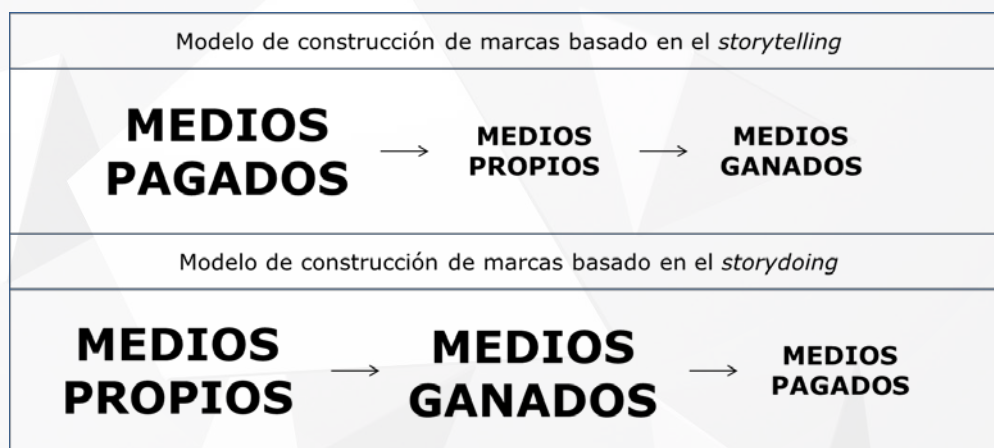 Modelo de construcción de marcas basado en el storytelling
MEDIOS
PAGADOS
MEDIOS
PROPIOS
MEDIOS
GANADOS
Modelo de construcción de marcas basado en el storydoing
MEDIOS
PROPIOS
MEDIOS
GANADOS
MEDIOS
PAGADOS